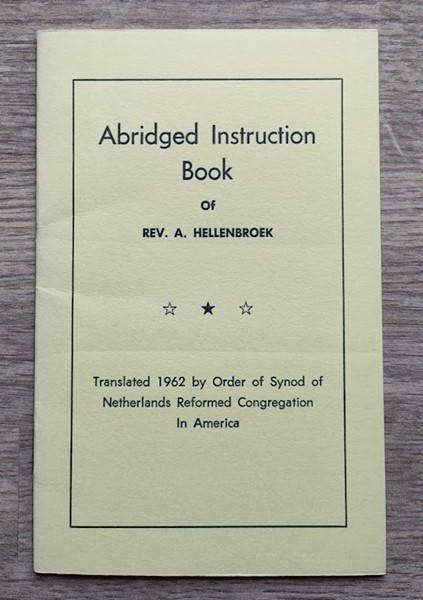 Abridged Instruction
Book
Of
REV. A. HELLENBROEK
☆ ★ ☆
Translated 1962 by Order of Synod of
Netherlands Reformed Congregation
In America